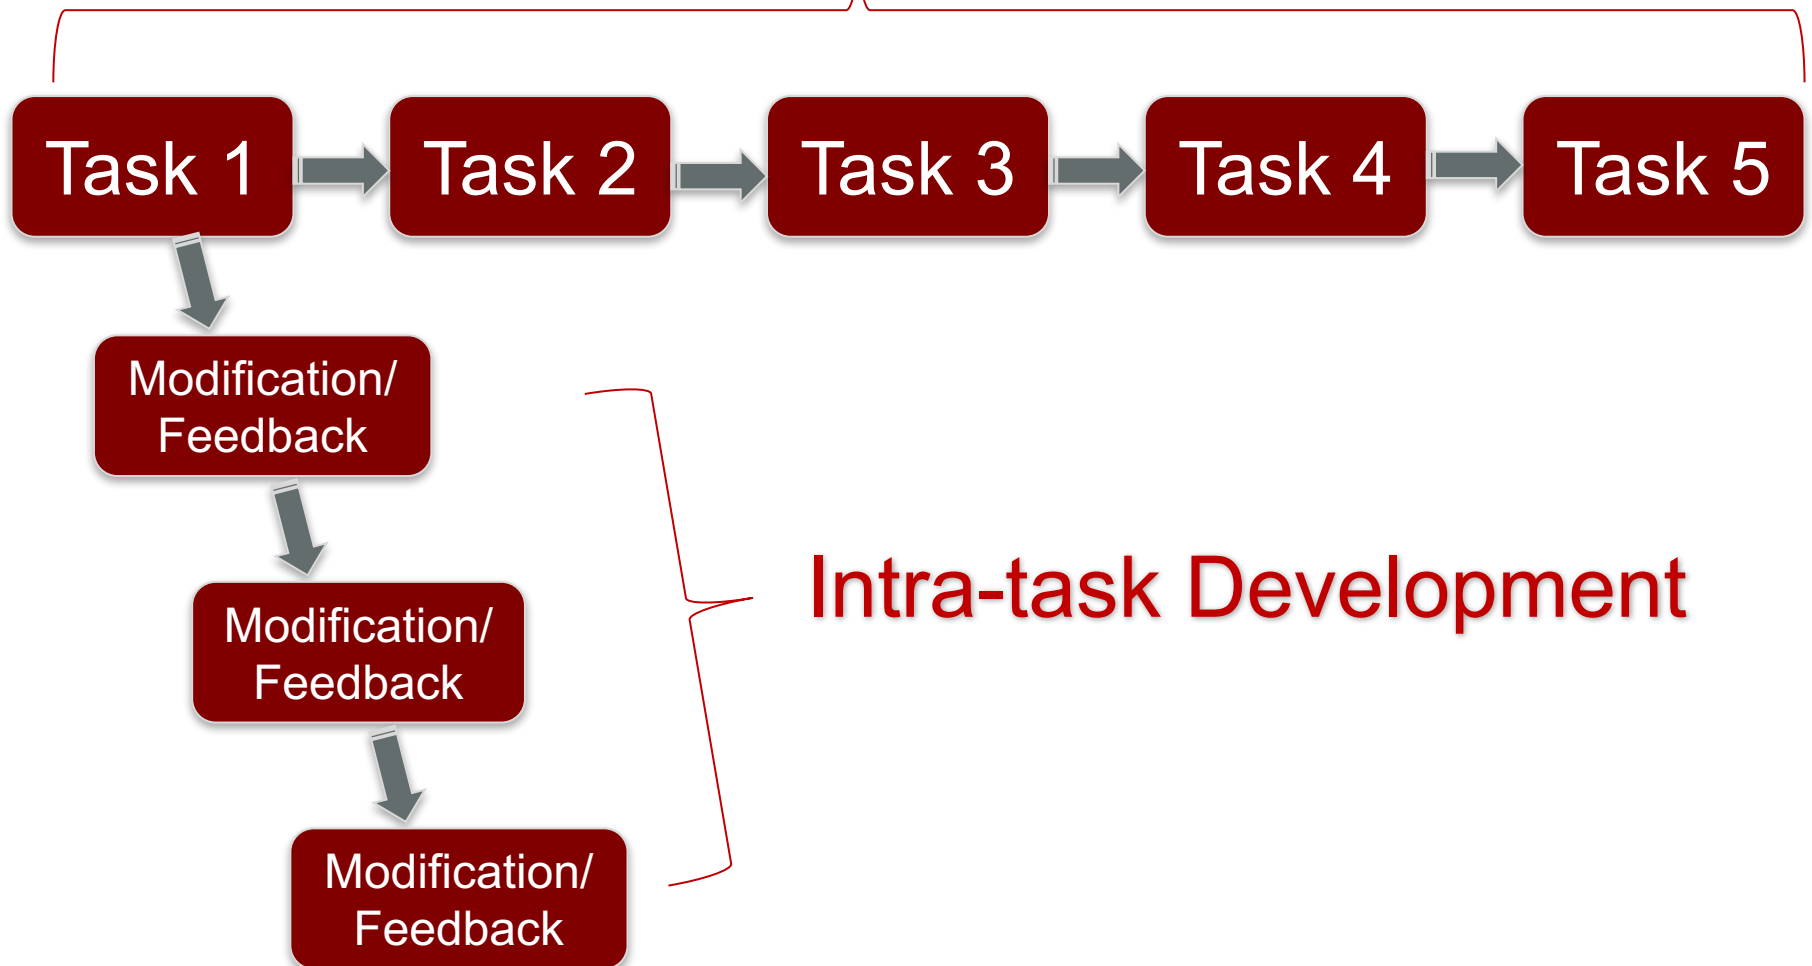 Task 1
Task 2
Task 3
Task 4
Task 5
Modification/
Feedback
Modification/
Feedback
Intra-task Development
Modification/
Feedback